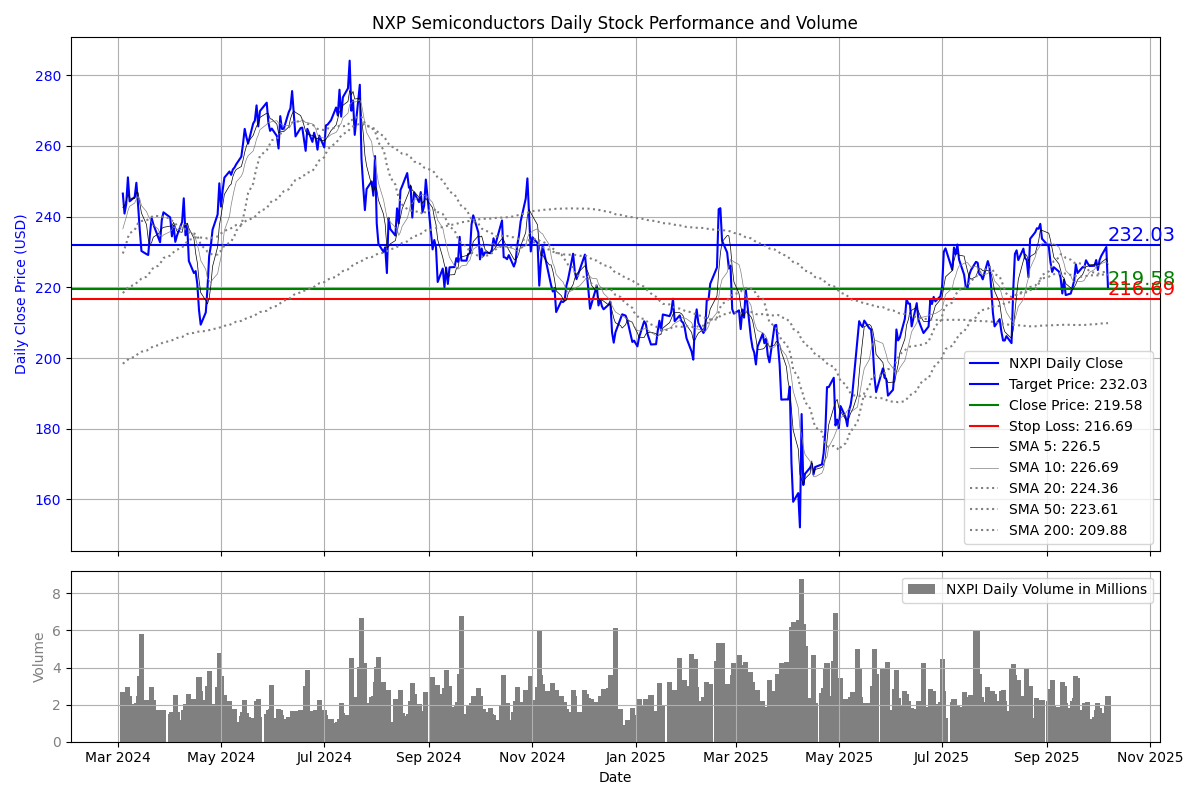 NXP Semiconductors Daily Stock Performance and Volume
Daily Close Price (USD)
280
260
240
220
200
180
160
232.03
219.58
216.69
NXPI Daily Close
Target Price: 232.03
Close Price: 219.58
Stop Loss: 216.69
SMA 5: 226.5
SMA 10: 226.69
SMA 20: 224.36
SMA 50: 223.61
SMA 200: 209.88
Volume
8
6
4
2
0
NXPI Daily Volume in Millions
Mar 2024 May 2024 Jul 2024 Sep 2024 Nov 2024 Jan 2025 Mar 2025 May 2025 Jul 2025 Sep 2025 Nov 2025
Date